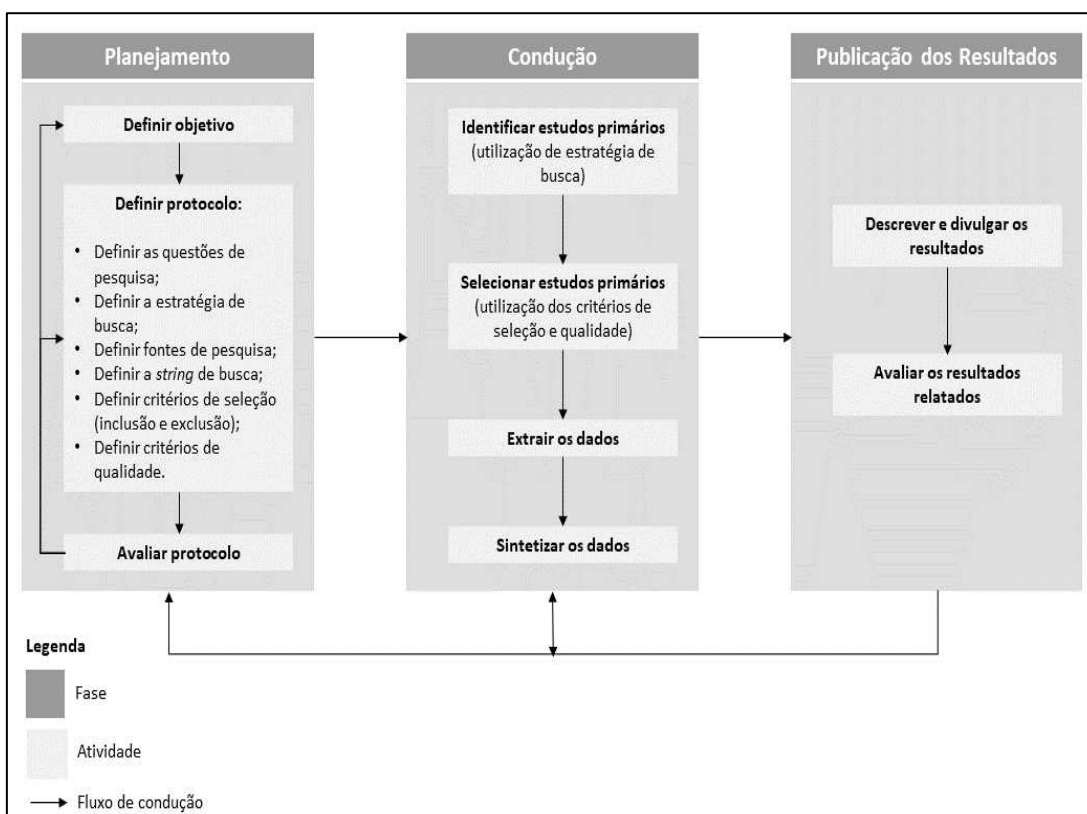 Planejamento
Definir objetivo
Definir protocolo:
• Definir as questões de
pesquisa;
• Definir a estratégia de
busca;
• Definir fontes de pesquisa;
• Definir a string de busca;
• Definir critérios de seleção
(inclusão e exclusão);
• Definir critérios de
qualidade.
Avaliar protocolo
Condução
Identificar estudos primários
(utilização de estratégia de
busca)
Selecionar estudos primários
(utilização dos critérios de
seleção e qualidade)
Extrair os dados
Sintetizar os dados
Publicação dos Resultados
Descrever e divulgar os
resultados
Avaliar os resultados
relatados
Legenda
Fase
Atividade
Fluxo de condução